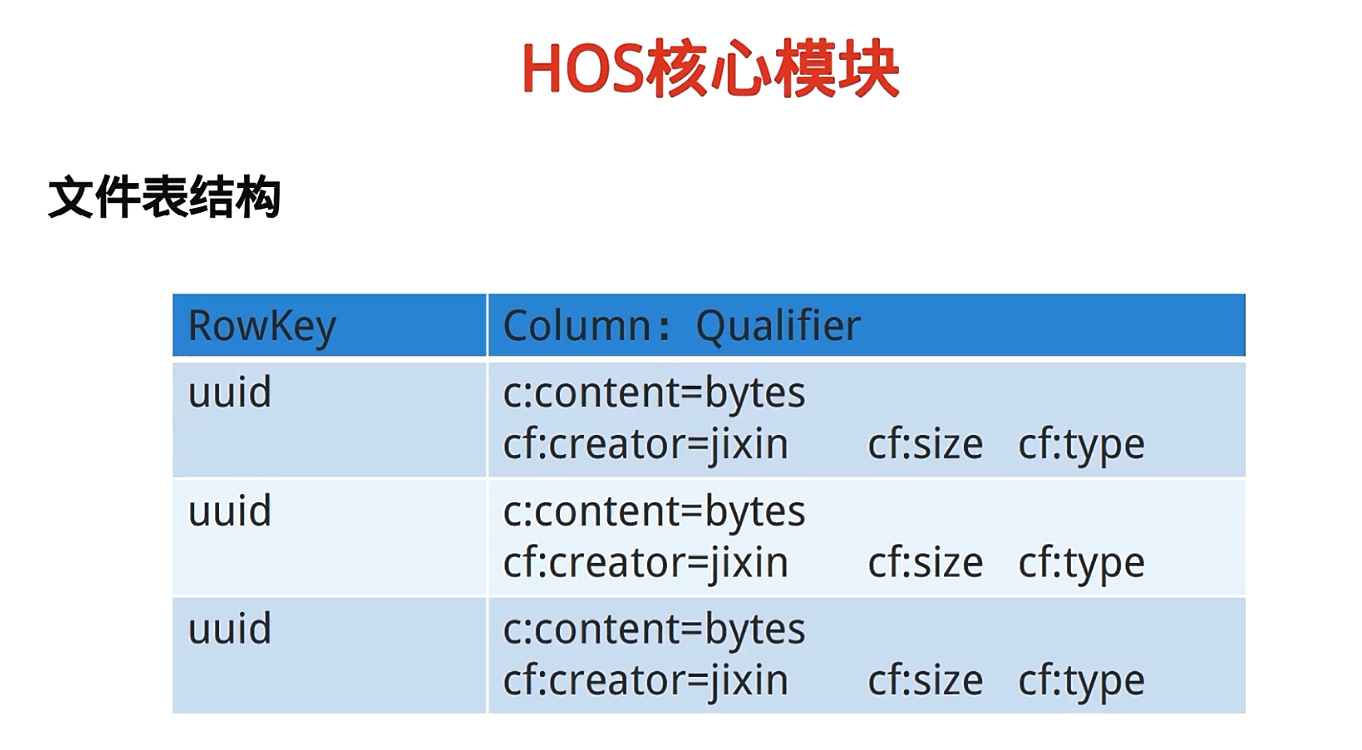 HOS核心模块
文件表结构
RowKey Column：Qualifier
uuid c:content=bytes
cf:creator=jixin cf:size cf:type
uuid c:content=bytes
cf:creator=jixin cf:size cf:type
uuid c:content=bytes
cf:creator=jixin cf:size cf:type